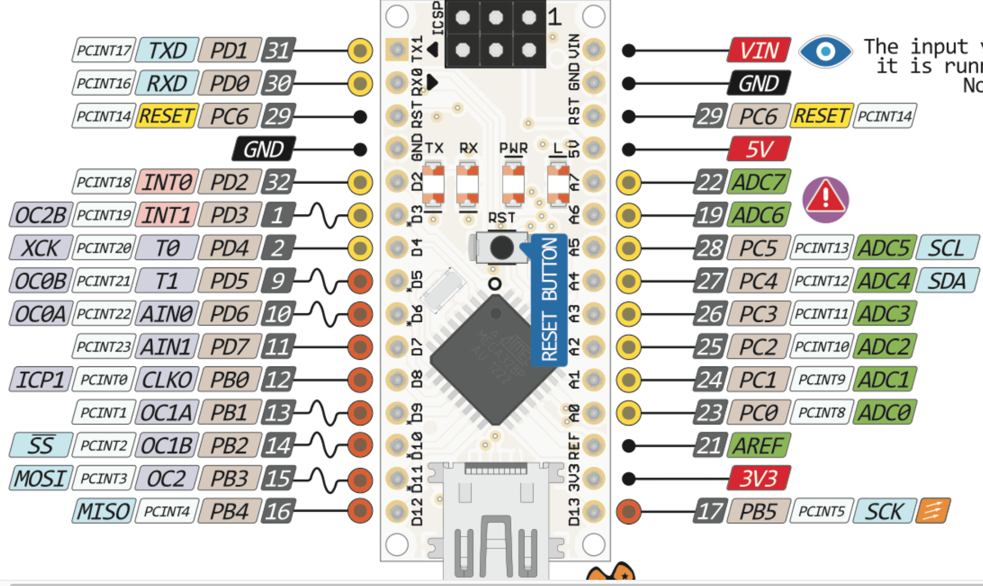 ICSP
1
PCINT17 TXD PD1 31 TX1 VIN VIN The input v
it is runn
PCINT16 RXD PD0 30 RX0 GND GND No
PCINT14 RESET PC6 29 RST RST 29 PC6 RESET PCINT14
GND GND TX RX PWR L 5V 5V
PCINT18 INT0 PD2 32 D2 A7 22 ADC7
OC2B PCINT19 INT1 PD3 1 D3 A6 19 ADC6
RST
XCK PCINT20 T0 PD4 2 D4 A5 28 PC5 PCINT13 ADC5 SCL
OC0B PCINT21 T1 PD5 9 D5 A4 27 PC4 PCINT12 ADC4 SDA
RESET BUTTON
OC0A PCINT22 AIN0 PD6 10 D6 A3 26 PC3 PCINT11 ADC3
PCINT23 AIN1 PD7 11 D7 A2 25 PC2 PCINT10 ADC2
ICP1 PCINT0 CLKO PB0 12 D8 A1 24 PC1 PCINT9 ADC1
PCINT1 OC1A PB1 13 D9 A0 23 PC0 PCINT8 ADC0
SS PCINT2 OC1B PB2 14 D10 REF 21 AREF
MOSI PCINT3 OC2 PB3 15 D11 3V3 3V3
MISO PCINT4 PB4 16 D12 D13 17 PB5 PCINT5 SCK